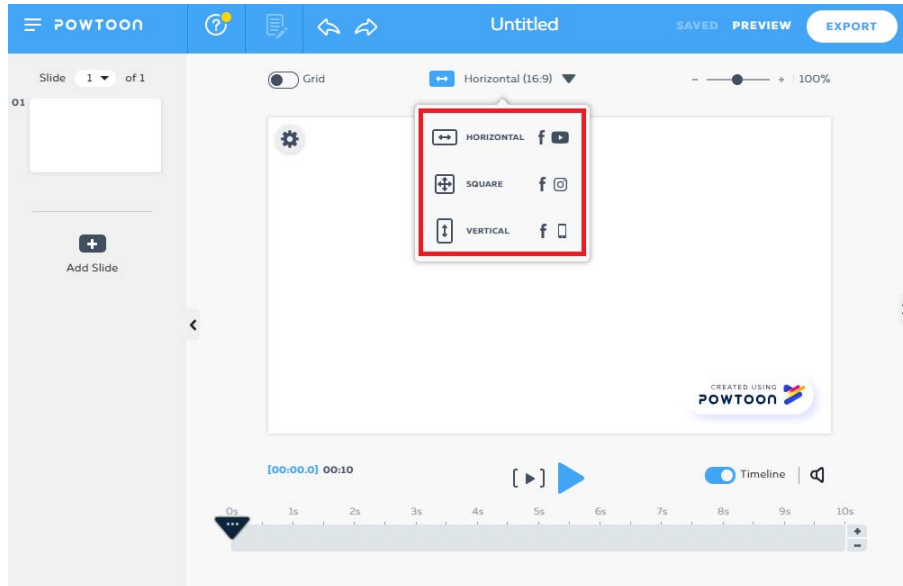 POWTOON
?
Untitled
SAVED PREVIEW EXPORT
Slide 1 of 1
Grid
Horizontal (16:9)
- + 100%
01
HORIZONTAL f
SQUARE f
VERTICAL f
+
Add Slide
CREATED USING
POWTOON
[00:00.0] 00:10
Timeline
0s 1s 2s 3s 4s 5s 6s 7s 8s 9s 10s
+
-